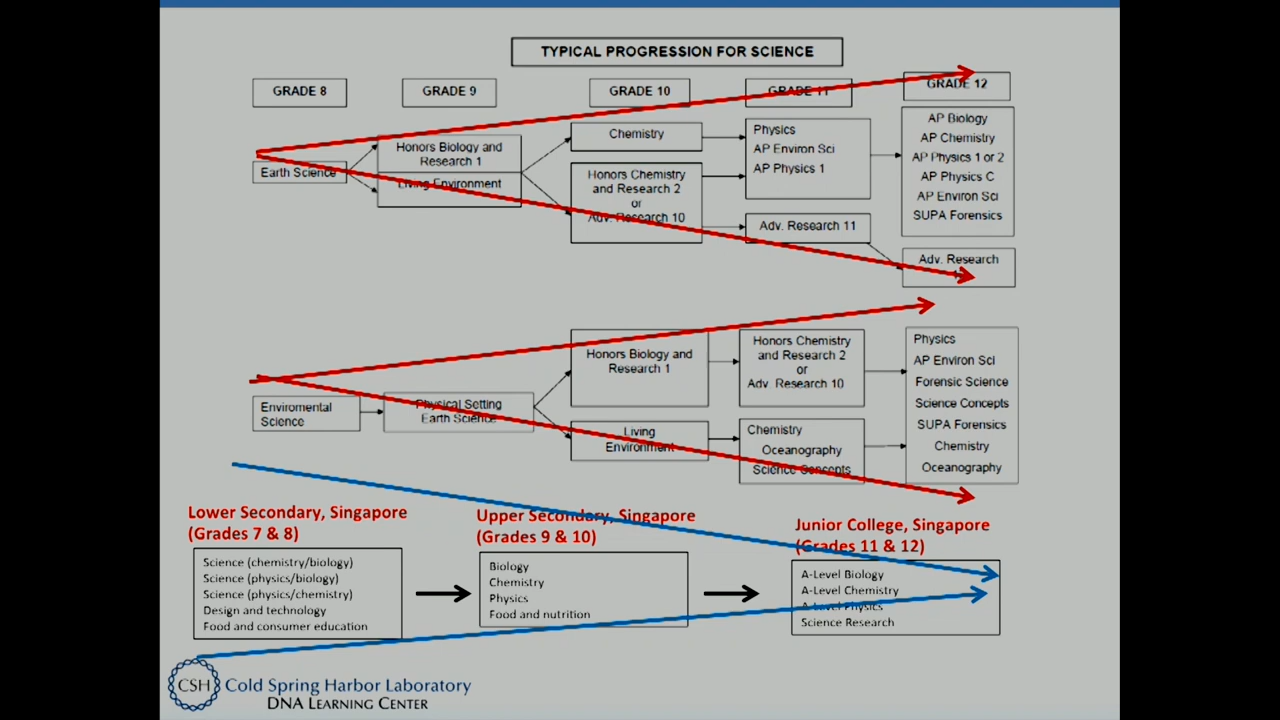 TYPICAL PROGRESSION FOR SCIENCE
GRADE 8
GRADE 9
GRADE 10
GRADE 11
GRADE 12
Earth Science
Honors Biology and
Research 1
Living Environment
Chemistry
Honors Chemistry
and Research 2
or
Adv. Research 10
Physics
AP Environ Sci
AP Physics 1
Adv. Research 11
AP Biology
AP Chemistry
AP Physics 1 or 2
AP Physics C
AP Environ Sci
SUPA Forensics
Adv. Research
Enviromental
Science
Physical Setting
Earth Science
Honors Biology and
Research 1
Living
Environment
Honors Chemistry
and Research 2
or
Adv. Research 10
Chemistry
Oceanography
Science Concepts
Physics
AP Environ Sci
Forensic Science
Science Concepts
SUPA Forensics
Chemistry
Oceanography
Lower Secondary, Singapore
(Grades 7 & 8)
Science (chemistry/biology)
Science (physics/biology)
Science (physics/chemistry)
Design and technology
Food and consumer education
Upper Secondary, Singapore
(Grades 9 & 10)
Biology
Chemistry
Physics
Food and nutrition
Junior College, Singapore
(Grades 11 & 12)
A-Level Biology
A-Level Chemistry
A-Level Physics
Science Research
CSH
Cold Spring Harbor Laboratory
DNA LEARNING CENTER